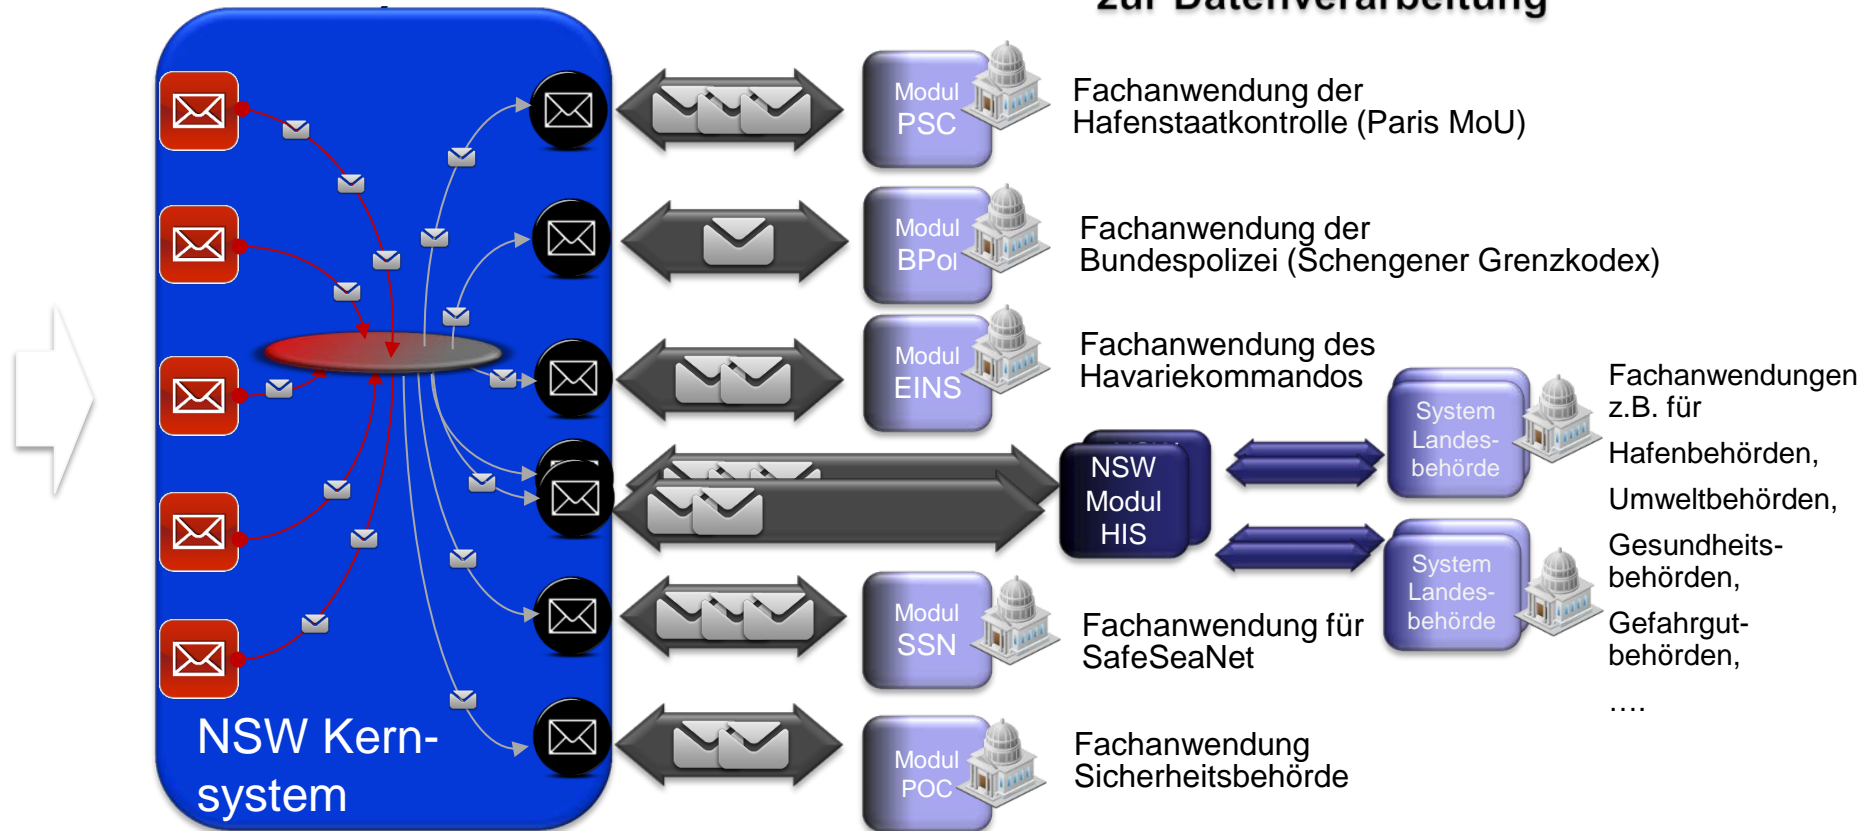 zur Datenverarbeitung
Modul
PSC
Fachanwendung der
Hafenstaatkontrolle (Paris MoU)
Modul
BPol
Fachanwendung der
Bundespolizei (Schengener Grenzkodex)
Modul
EINS
Fachanwendung des
Havariekommandos
NSW
Modul
HIS
System
Landes-
behörde
System
Landes-
behörde
Fachanwendungen
z.B. für
Hafenbehörden,
Umweltbehörden,
Gesundheits-
behörden,
Gefahrgut-
behörden,
....
Modul
SSN
Fachanwendung für
SafeSeaNet
Modul
POC
Fachanwendung
Sicherheitsbehörde
NSW Kern-
system